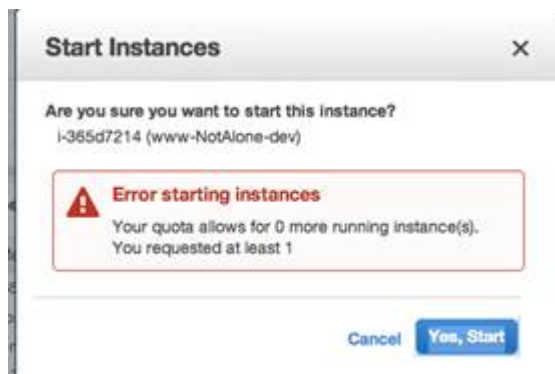 Start Instances
Are you sure you want to start this instance?
i-365d7214 (www-NotAlone-dev)
Error starting instances
Your quota allows for 0 more running instance(s).
You requested at least 1
Cancel Yes, Start